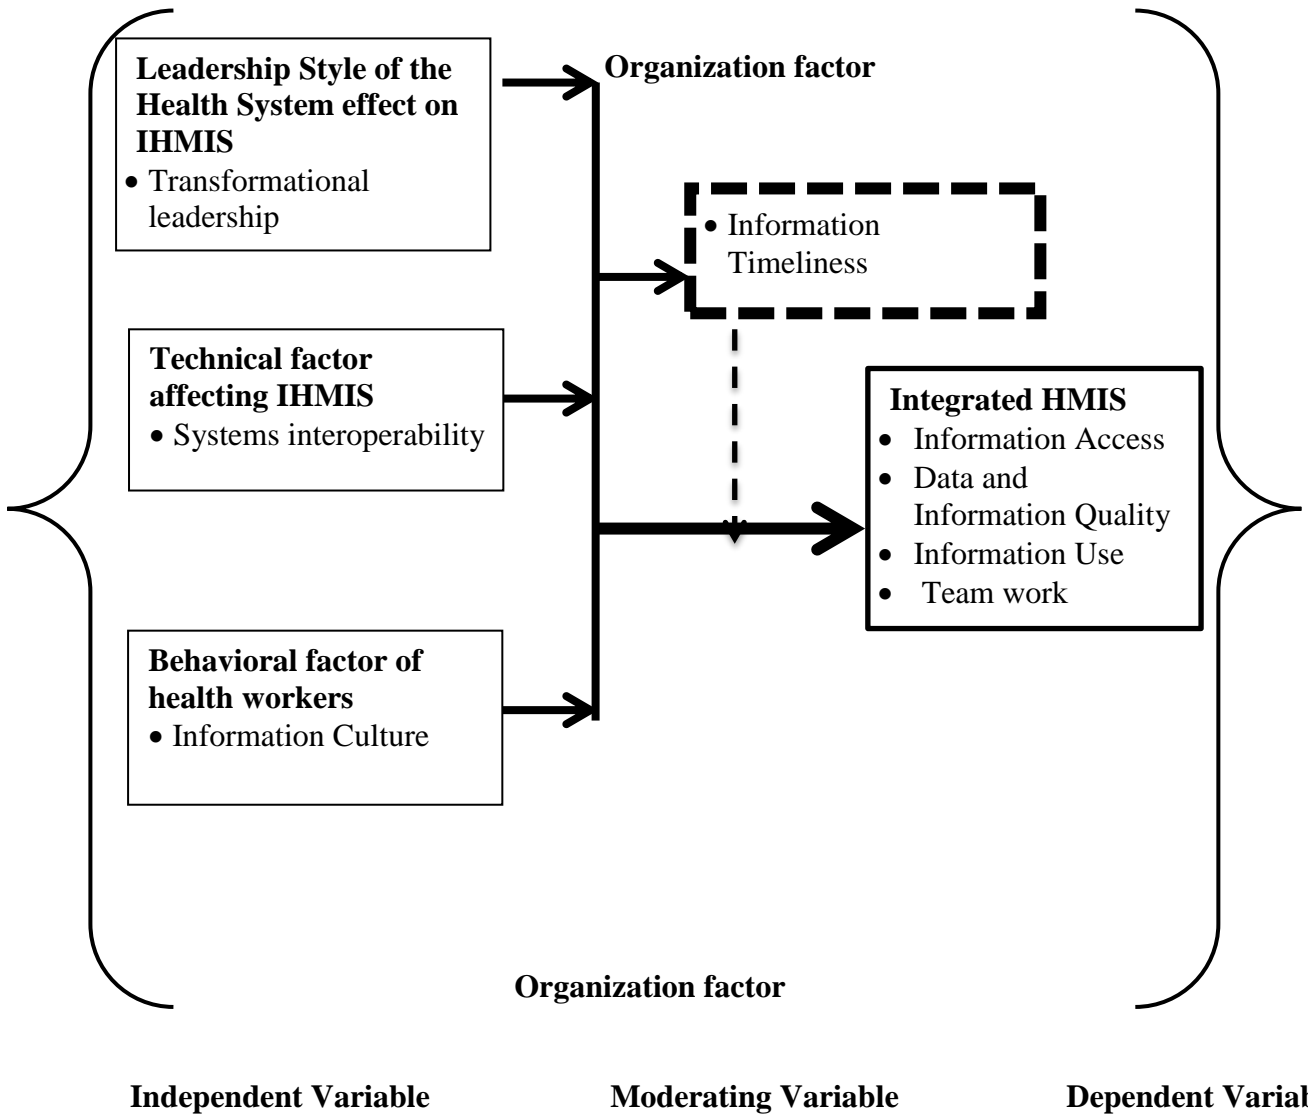 Leadership Style of the
Health System effect on
IHMIS
• Transformational
leadership
Organization factor
• Information
Timeliness
Technical factor
affecting IHMIS
• Systems interoperability
Integrated HMIS
• Information Access
• Data and
Information Quality
• Information Use
• Team work
Behavioral factor of
health workers
• Information Culture
Organization factor
Independent Variable
Moderating Variable
Dependent